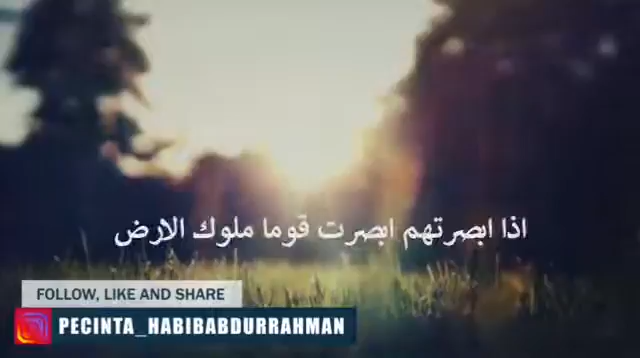 اذا ابصرتهم ابصرت قوما ملوك الارض
FOLLOW, LIKE AND SHARE
PECINTA_HABIBABDURRAHMAN